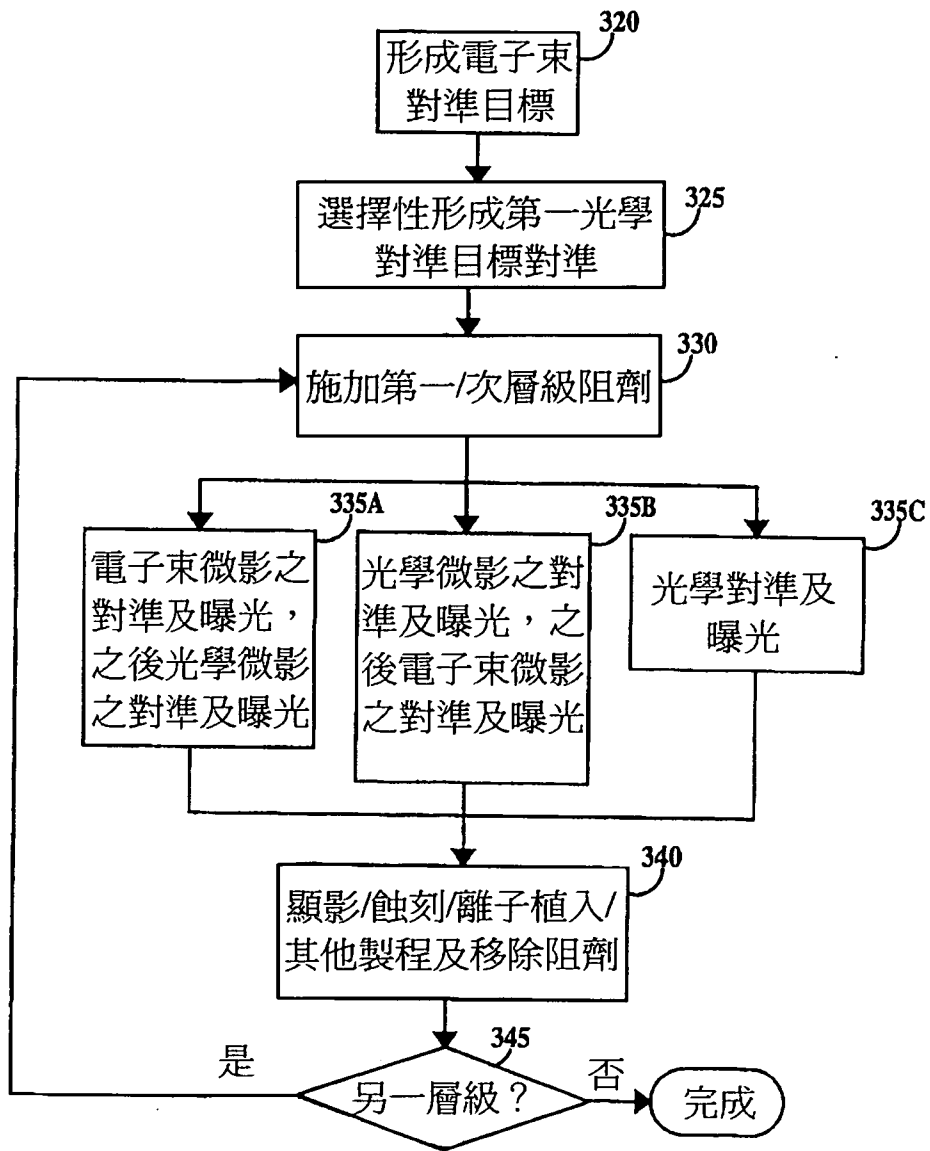 320
形成電子束
對準目標
325
選擇性形成第一光學
對準目標對準
330
施加第一/次層級阻劑
335A
電子束微影之
對準及曝光，
之後光學微影
之對準及曝光
335B
光學微影之對
準及曝光，之
後電子束微影
之對準及曝光
335C
光學對準及
曝光
340
顯影/蝕刻/離子植入/
其他製程及移除阻劑
345
是
另一層級？
否
完成